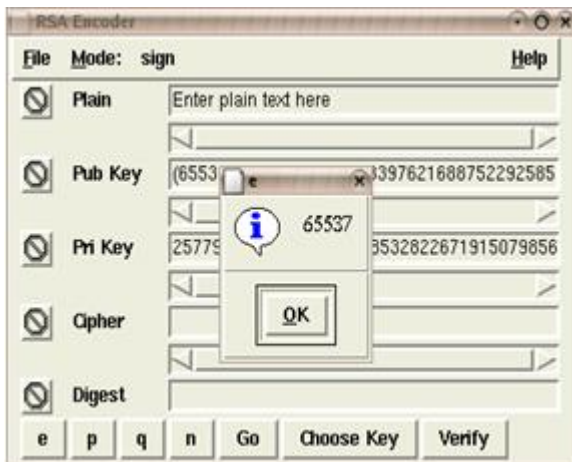 RSA Encoder
File Mode: sign Help
Plain Enter plain text here
Pub Key (6553 3397621688752292585
e
65537
Pri Key 25779 3532822671915079856
OK
Cipher
Digest
e p q n Go Choose Key Verify